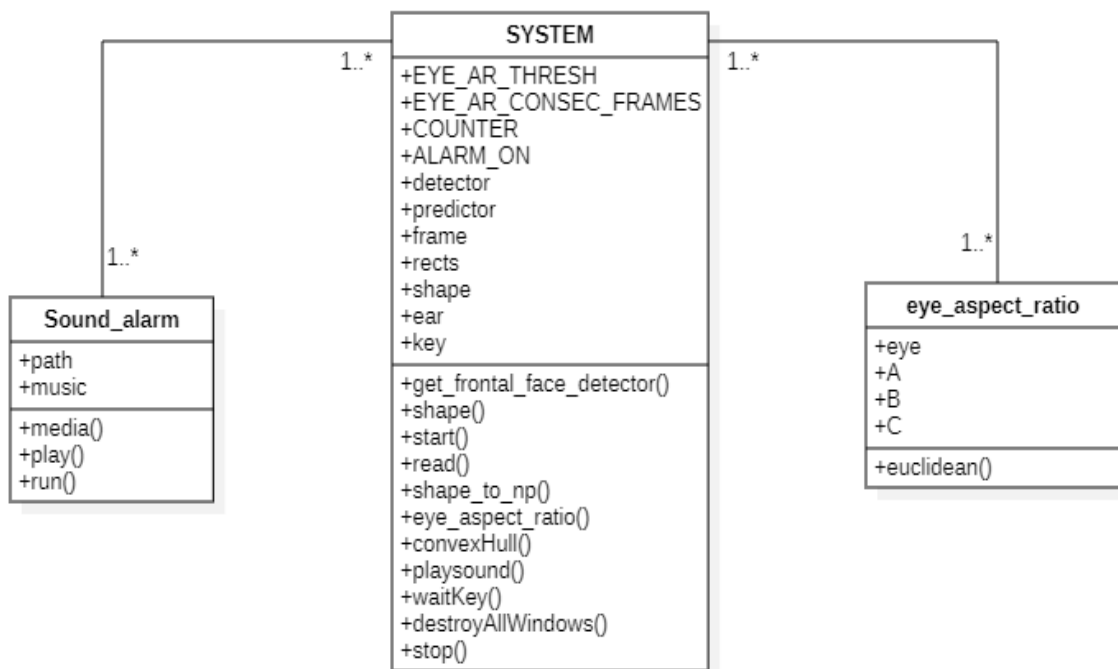 SYSTEM
+EYE_AR_THRESH
+EYE_AR_CONSEC_FRAMES
+COUNTER
+ALARM_ON
+detector
+predictor
+frame
+rects
+shape
+ear
+key
+get_frontal_face_detector()
+shape()
+start()
+read()
+shape_to_np()
+eye_aspect_ratio()
+convexHull()
+playsound()
+waitKey()
+destroyAllWindows()
+stop()
1..*
1..*
Sound_alarm
+path
+music
+media()
+play()
+run()
1..*
1..*
eye_aspect_ratio
+eye
+A
+B
+C
+euclidean()